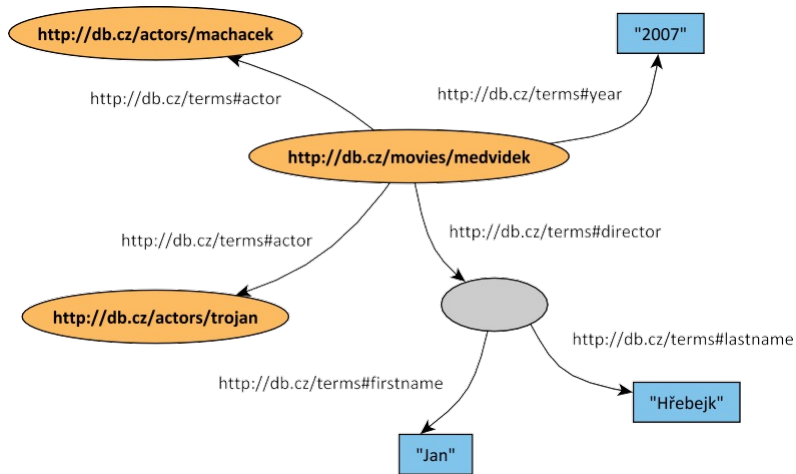 http://db.cz/actors/machacek
"2007"
http://db.cz/terms#actor
http://db.cz/terms#year
http://db.cz/movies/medvidek
http://db.cz/terms#actor
http://db.cz/terms#director
http://db.cz/actors/trojan
http://db.cz/terms#lastname
http://db.cz/terms#firstname
"Hřebejk"
"Jan"